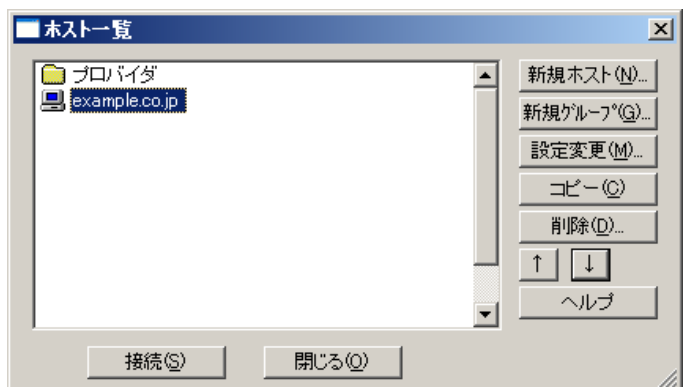 ホスト一覧
プロバイダ
example.co.jp
新規ホスト(N)...
新規グループ(G)...
設定変更(M)...
コピー(C)
削除(D)...
↑ ↓
ヘルプ
接続(S) 閉じる(O)